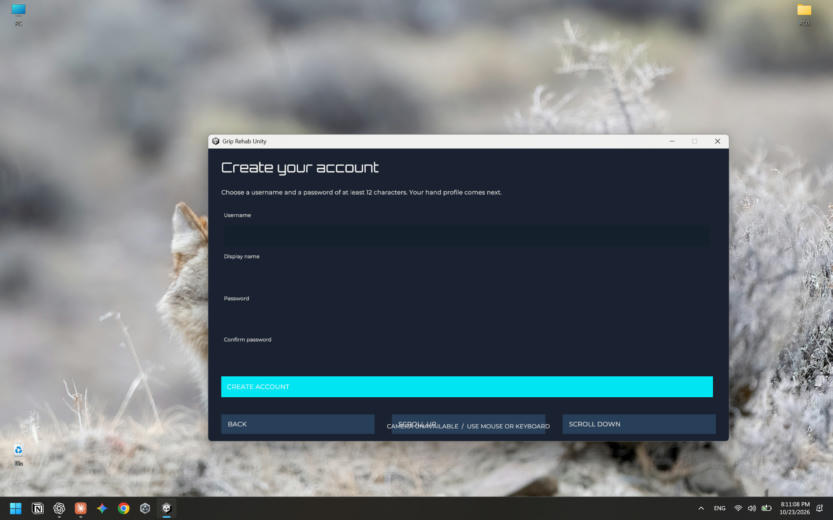 PC
Grip Rehab Unity
Create your account
Choose a username and a password of at least 12 characters. Your hand profile comes next.
Username
Display name
Password
Confirm password
CREATE ACCOUNT
BACK
SCROLL UP
SCROLL DOWN
CAMERA UNAVAILABLE / USE MOUSE OR KEYBOARD
ENG
8:11:08 PM
10/23/2026